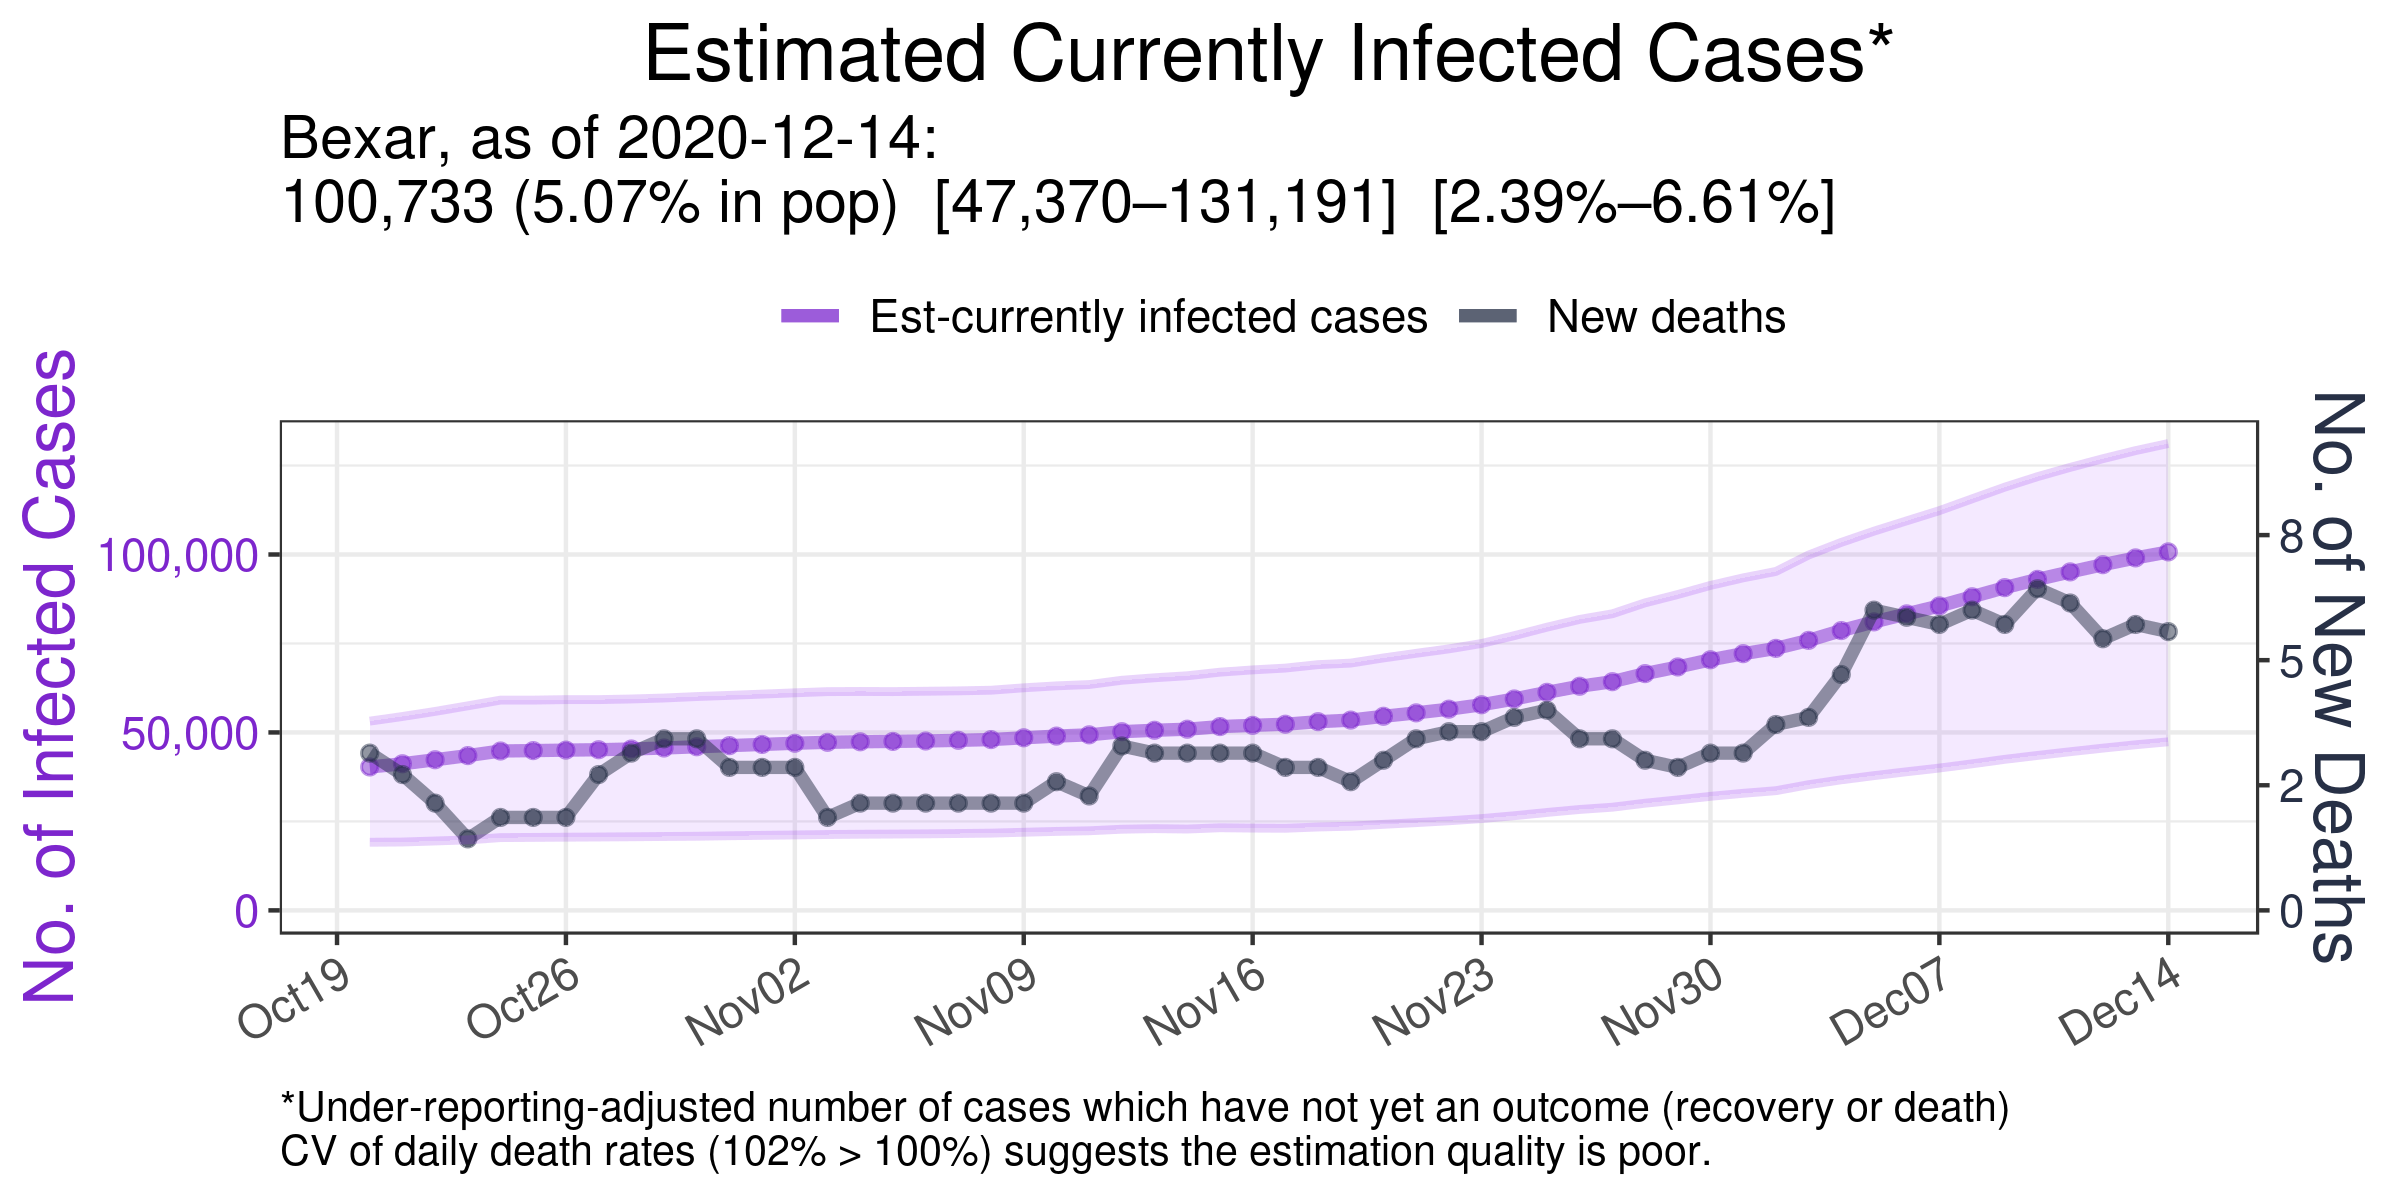 Estimated Currently Infected Cases*
Bexar, as of 2020-12-14:
100,733 (5.07% in pop)  [47,370–131,191]  [2.39%–6.61%]
Est-currently infected cases
New deaths
No. of Infected Cases
100,000
50,000
0
No. of New Deaths
8
5
2
0
Oct19
Oct26
Nov02
Nov09
Nov16
Nov23
Nov30
Dec07
Dec14
*Under-reporting-adjusted number of cases which have not yet an outcome (recovery or death)
CV of daily death rates (102% > 100%) suggests the estimation quality is poor.